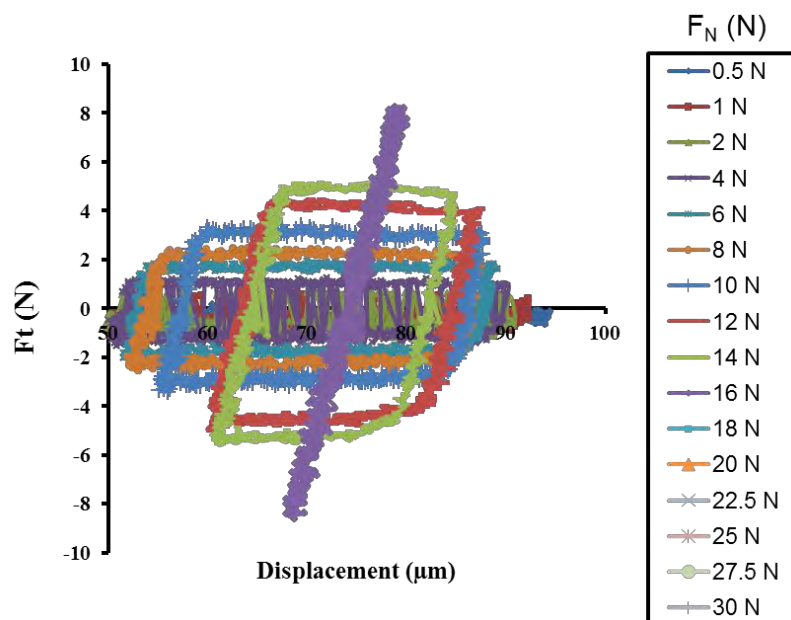 F_N (N)
10
8
6
4
2
0
-2
-4
-6
-8
-10
50
60
70
80
90
100
Ft (N)
Displacement (µm)
0.5 N
1 N
2 N
4 N
6 N
8 N
10 N
12 N
14 N
16 N
18 N
20 N
22.5 N
25 N
27.5 N
30 N